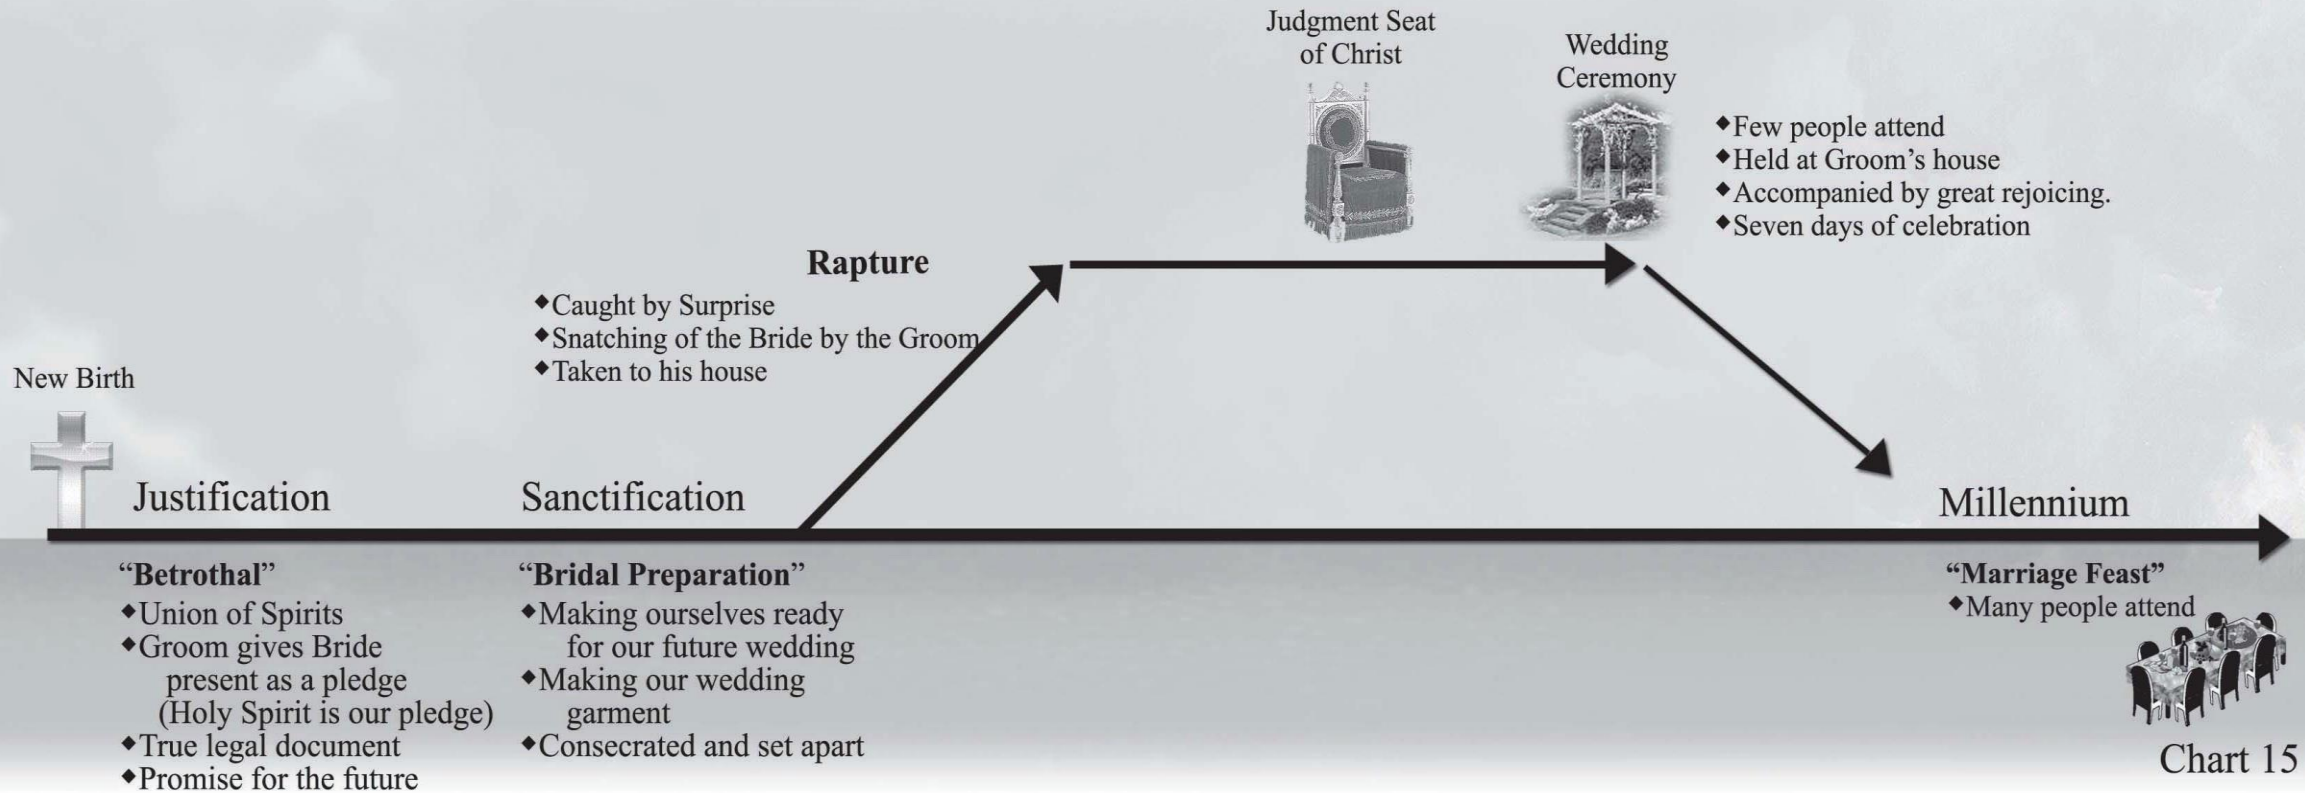 Judgment Seat
of Christ
Wedding
Ceremony
◆Few people attend
◆Held at Groom's house
◆Accompanied by great rejoicing.
◆Seven days of celebration
Rapture
◆Caught by Surprise
◆Snatching of the Bride by the Groom
◆Taken to his house
New Birth
Justification
Sanctification
Millennium
“Betrothal”
◆Union of Spirits
◆Groom gives Bride
present as a pledge
(Holy Spirit is our pledge)
◆True legal document
◆Promise for the future
“Bridal Preparation”
◆Making ourselves ready
for our future wedding
◆Making our wedding
garment
◆Consecrated and set apart
“Marriage Feast”
◆Many people attend
Chart 15